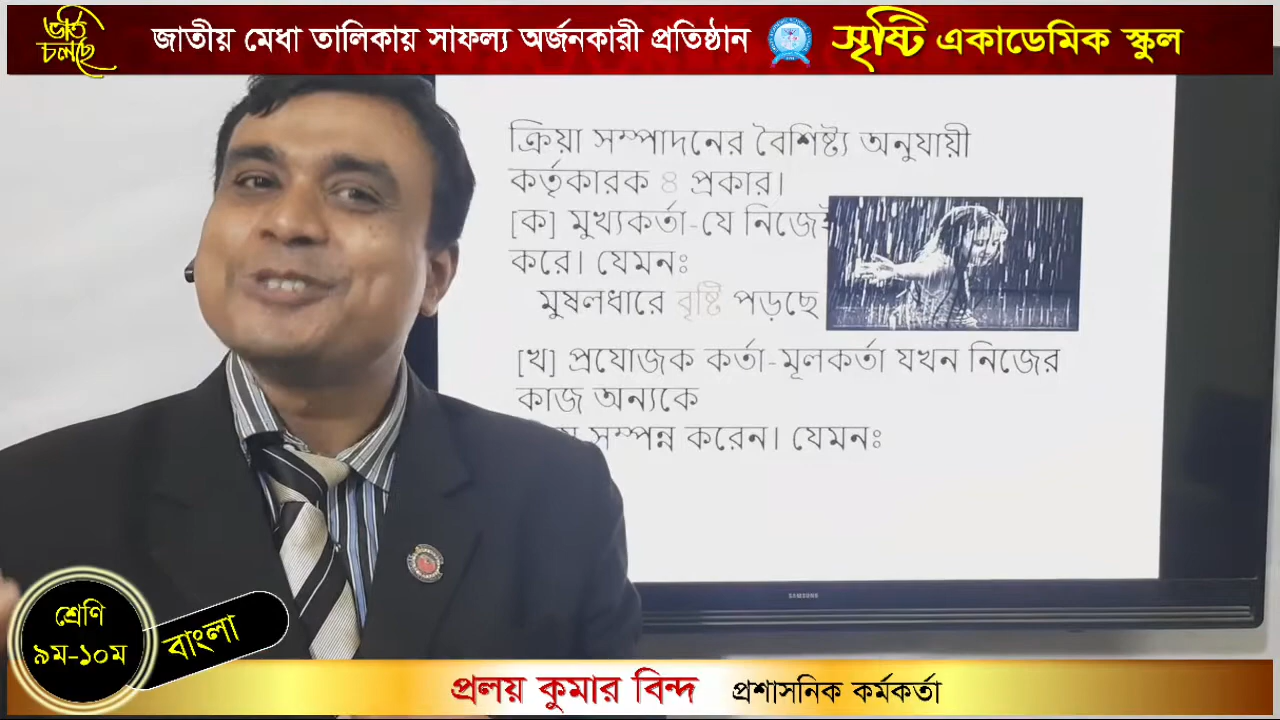 ভর্তি চলছে
জাতীয় মেধা তালিকায় সাফল্য অর্জনকারী প্রতিষ্ঠান সৃষ্টি একাডেমিক স্কুল
ক্রিয়া সম্পাদনের বৈশিষ্ট্য অনুযায়ী
কর্তৃকারক ৪ প্রকার।
[ক] মুখ্যকর্তা-যে
করে। যেমনঃ
মুষলধারে বৃষ্টি পড়ছে
[খ] প্রযোজক কর্তা-মূলকর্তা যখন নিজের
কাজ অন্যকে
সম্পন্ন করেন। যেমনঃ
SAMSUNG
শ্রেণি
৯ম-১০ম
বাংলা
প্রলয় কুমার বিন্দ প্রশাসনিক কর্মকর্তা